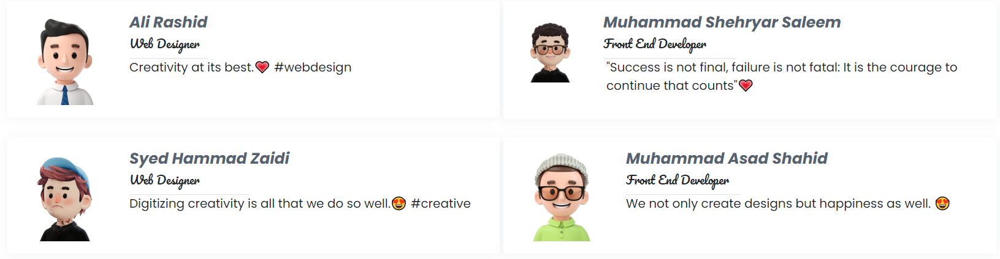 Ali Rashid
Web Designer
Creativity at its best.💗 #webdesign
Muhammad Shehryar Saleem
Front End Developer
"Success is not final, failure is not fatal: It is the courage to
continue that counts"💗
Syed Hammad Zaidi
Web Designer
Digitizing creativity is all that we do so well.😍 #creative
Muhammad Asad Shahid
Front End Developer
We not only create designs but happiness as well. 😍